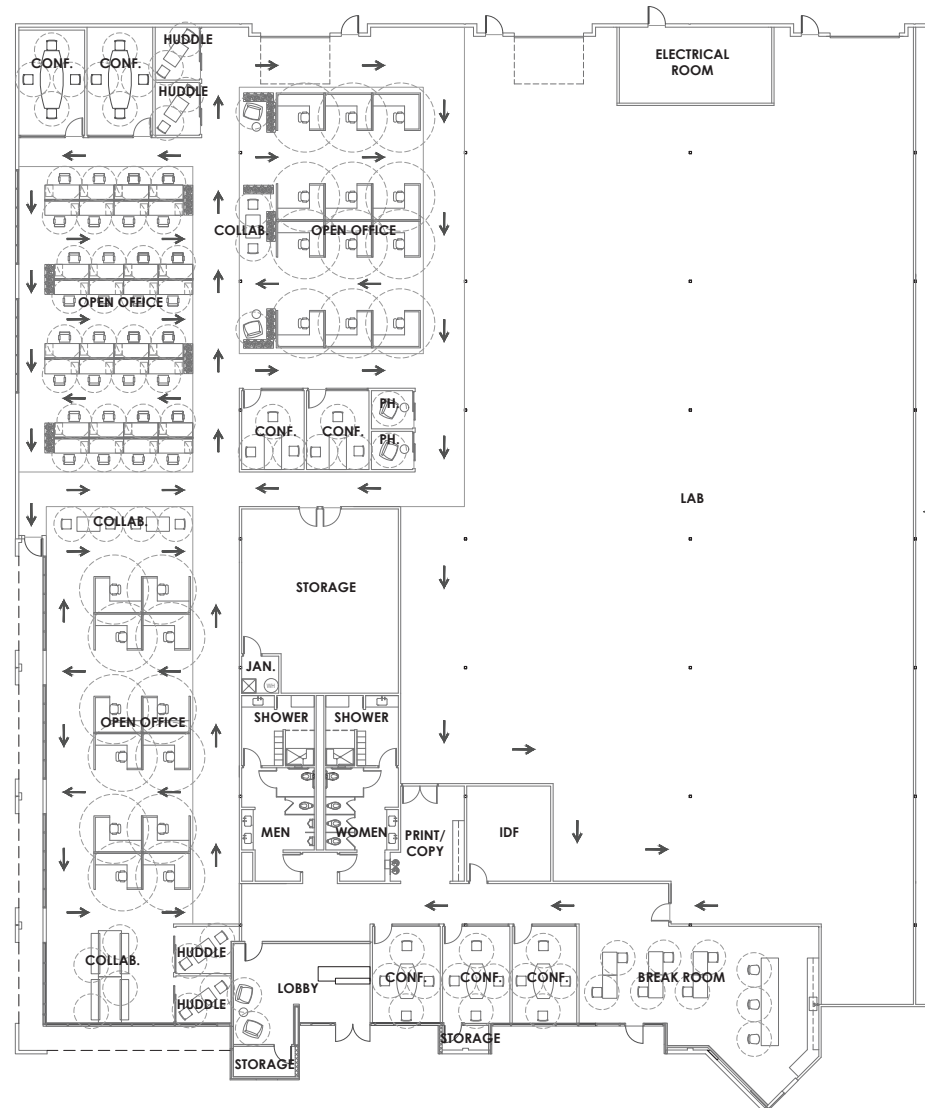 HUDDLE
CONF.
CONF.
HUDDLE
ELECTRICAL
ROOM
COLLAB.
OPEN OFFICE
OPEN OFFICE
PH.
CONF.
CONF.
PH.
LAB
COLLAB.
STORAGE
JAN.
WH
SHOWER
SHOWER
OPEN OFFICE
MEN
WOMEN
PRINT/
COPY
IDF
HUDDLE
COLLAB.
LOBBY
CONF.
CONF.
CONF.
BREAK ROOM
HUDDLE
STORAGE
STORAGE